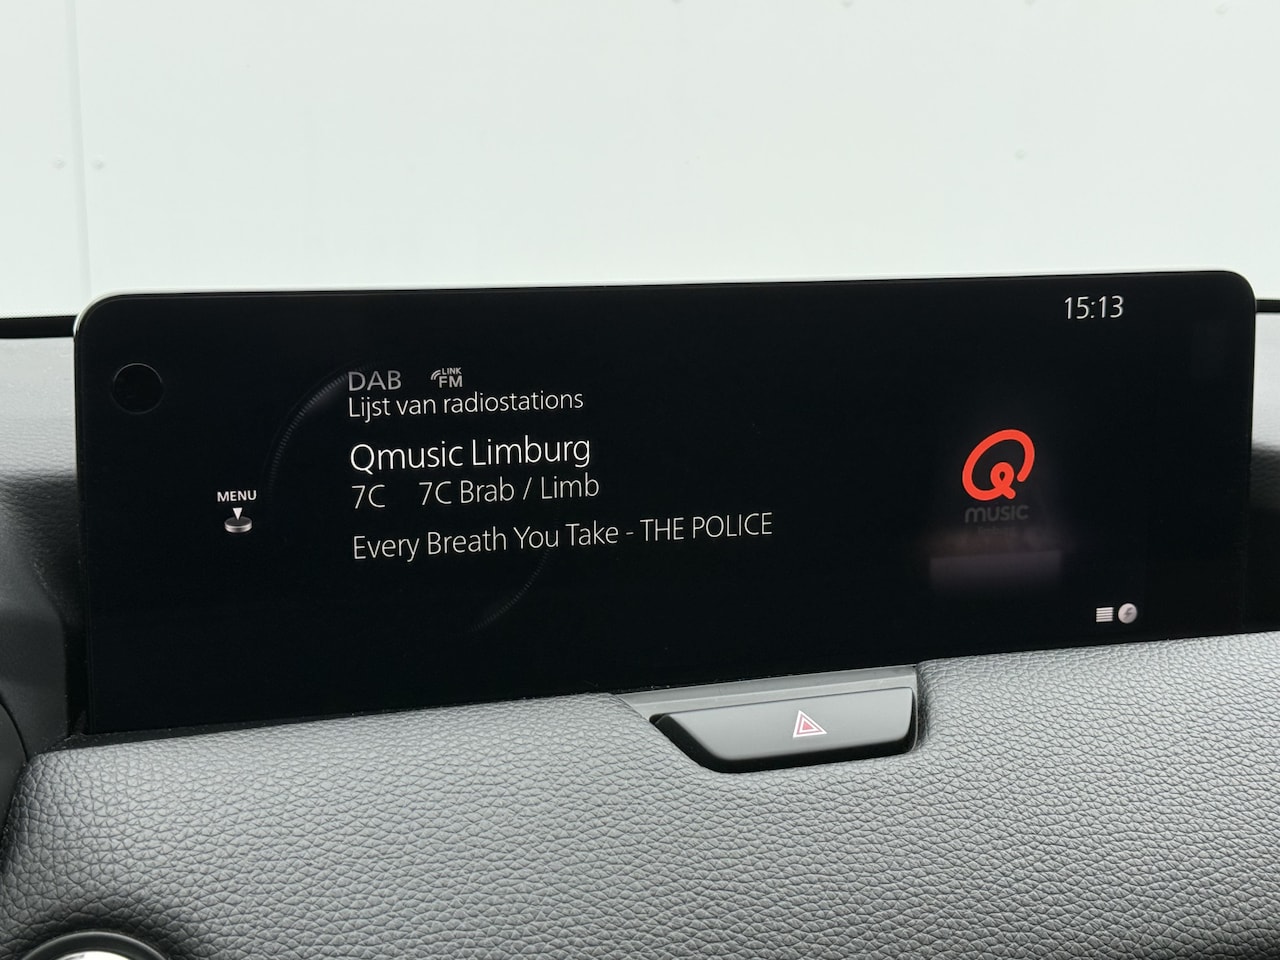 15:13
DAB LINK FM
Lijst van radiostations
Qmusic Limburg
7C 7C Brab / Limb
Every Breath You Take - THE POLICE
MENU
Q
music